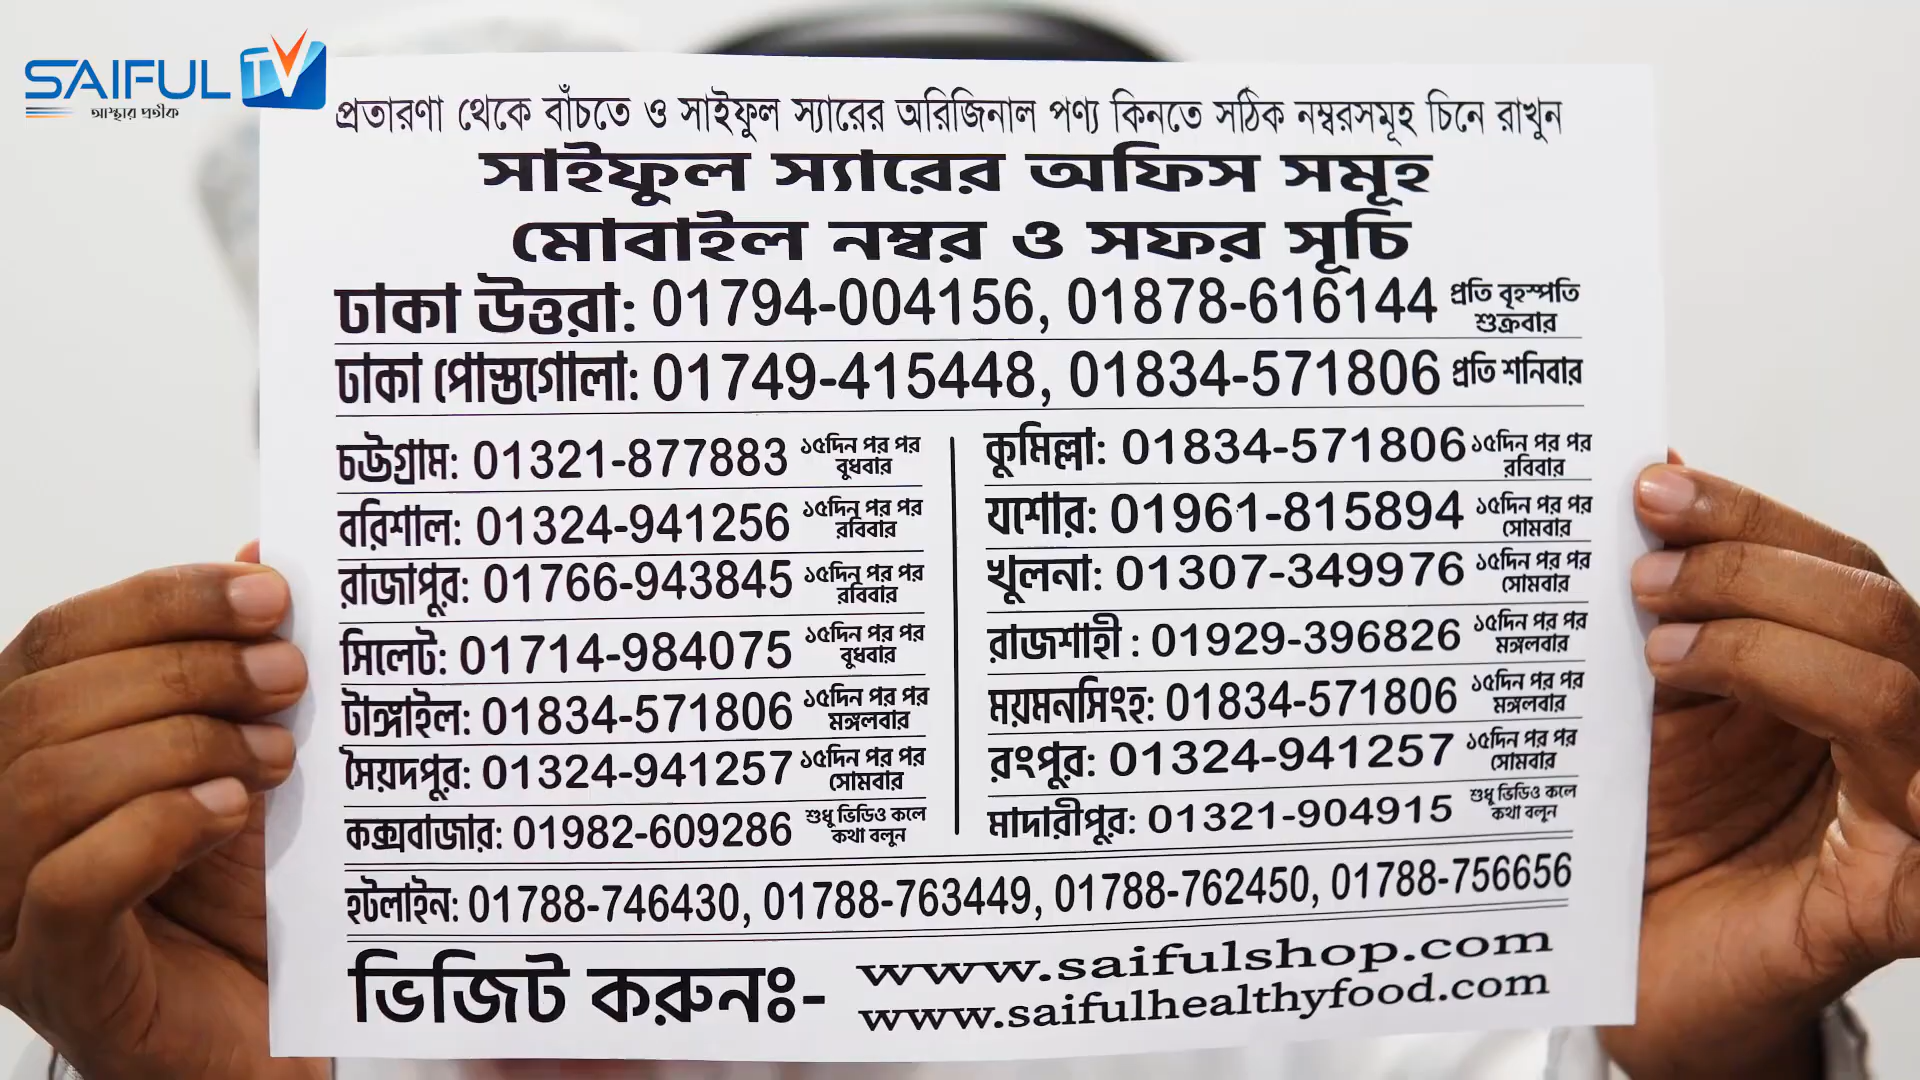 SAIFUL TV
আস্থার প্রতীক
প্রতারণা থেকে বাঁচতে ও সাইফুল স্যারের অরিজিনাল পণ্য কিনতে সঠিক নম্বরসমূহ চিনে রাখুন
সাইফুল স্যারের অফিস সমূহ
মোবাইল নম্বর ও সফর সূচি
ঢাকা উত্তরা: 01794-004156, 01878-616144 প্রতি বৃহস্পতি
শুক্রবার
ঢাকা পোস্তগোলা: 01749-415448, 01834-571806 প্রতি শনিবার
চট্টগ্রাম: 01321-877883 ১৫দিন পর পর
বুধবার
বরিশাল: 01324-941256 ১৫দিন পর পর
রবিবার
রাজাপুর: 01766-943845 ১৫দিন পর পর
রবিবার
সিলেট: 01714-984075 ১৫দিন পর পর
বুধবার
টাঙ্গাইল: 01834-571806 ১৫দিন পর পর
মঙ্গলবার
সৈয়দপুর: 01324-941257 ১৫দিন পর পর
সোমবার
কক্সবাজার: 01982-609286 শুধু ভিডিও কলে
কথা বলুন
কুমিল্লা: 01834-571806 ১৫দিন পর পর
রবিবার
যশোর: 01961-815894 ১৫দিন পর পর
সোমবার
খুলনা: 01307-349976 ১৫দিন পর পর
সোমবার
রাজশাহী : 01929-396826 ১৫দিন পর পর
মঙ্গলবার
ময়মনসিংহ: 01834-571806 ১৫দিন পর পর
মঙ্গলবার
রংপুর: 01324-941257 ১৫দিন পর পর
সোমবার
মাদারীপুর: 01321-904915 শুধু ভিডিও কলে
কথা বলুন
হটলাইন: 01788-746430, 01788-763449, 01788-762450, 01788-756656
ভিজিট করুনঃ- www.saifulshop.com
www.saifulhealthyfood.com